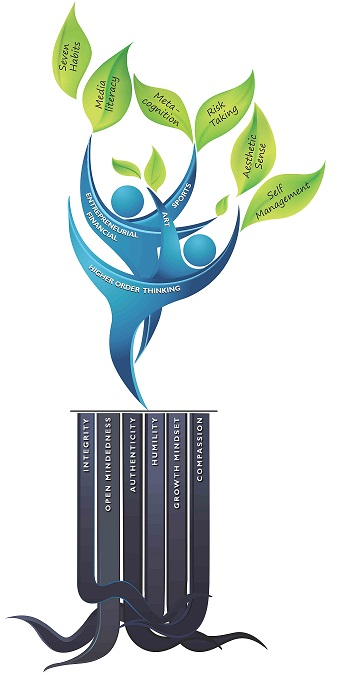 Seven
Habits
Media
literacy
Meta-
cognition
Risk
Taking
Aesthetic
Sense
Self
Management
ENTREPRENEURIAL
FINANCIAL
ART
SPORTS
HIGHER ORDER THINKING
INTEGRITY
OPEN MINDEDNESS
AUTHENTICITY
HUMILITY
GROWTH MINDSET
COMPASSION